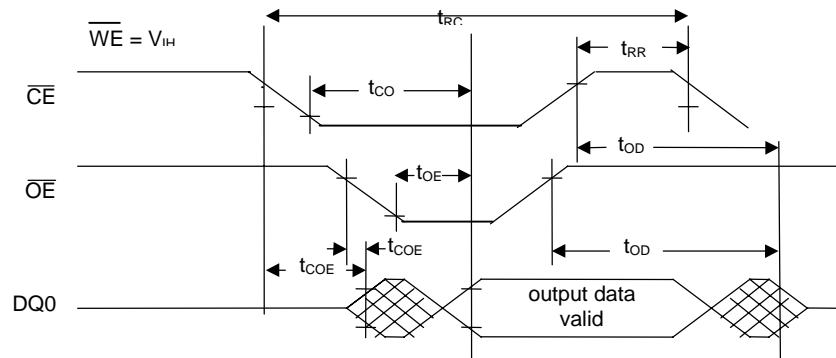 tRC
WE = VIH
tRR
CE
tCO
tOD
OE
tOE
tCOE
tOD
tCOE
DQ0
output data
valid